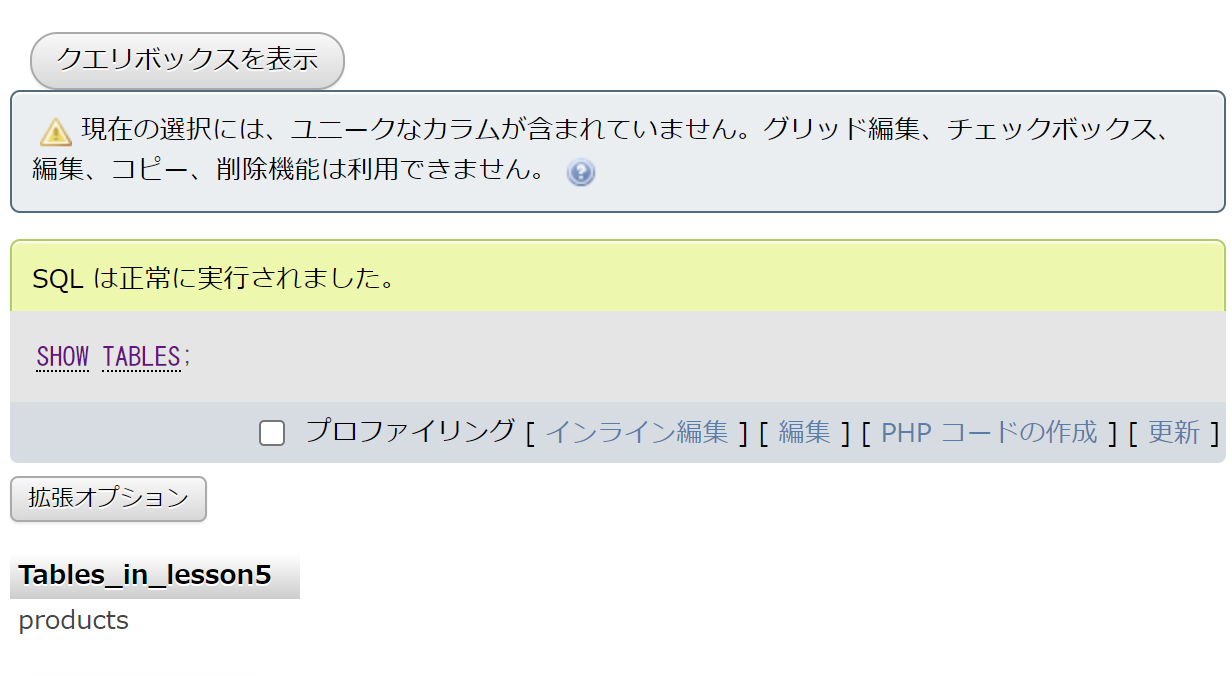 クエリボックスを表示
現在の選択には、ユニークなカラムが含まれていません。グリッド編集、チェックボックス、
編集、コピー、削除機能は利用できません。
SQL は正常に実行されました。
SHOW TABLES;
プロファイリング [ インライン編集 ] [ 編集 ] [ PHP コードの作成 ] [ 更新 ]
拡張オプション
Tables_in_lesson5
products